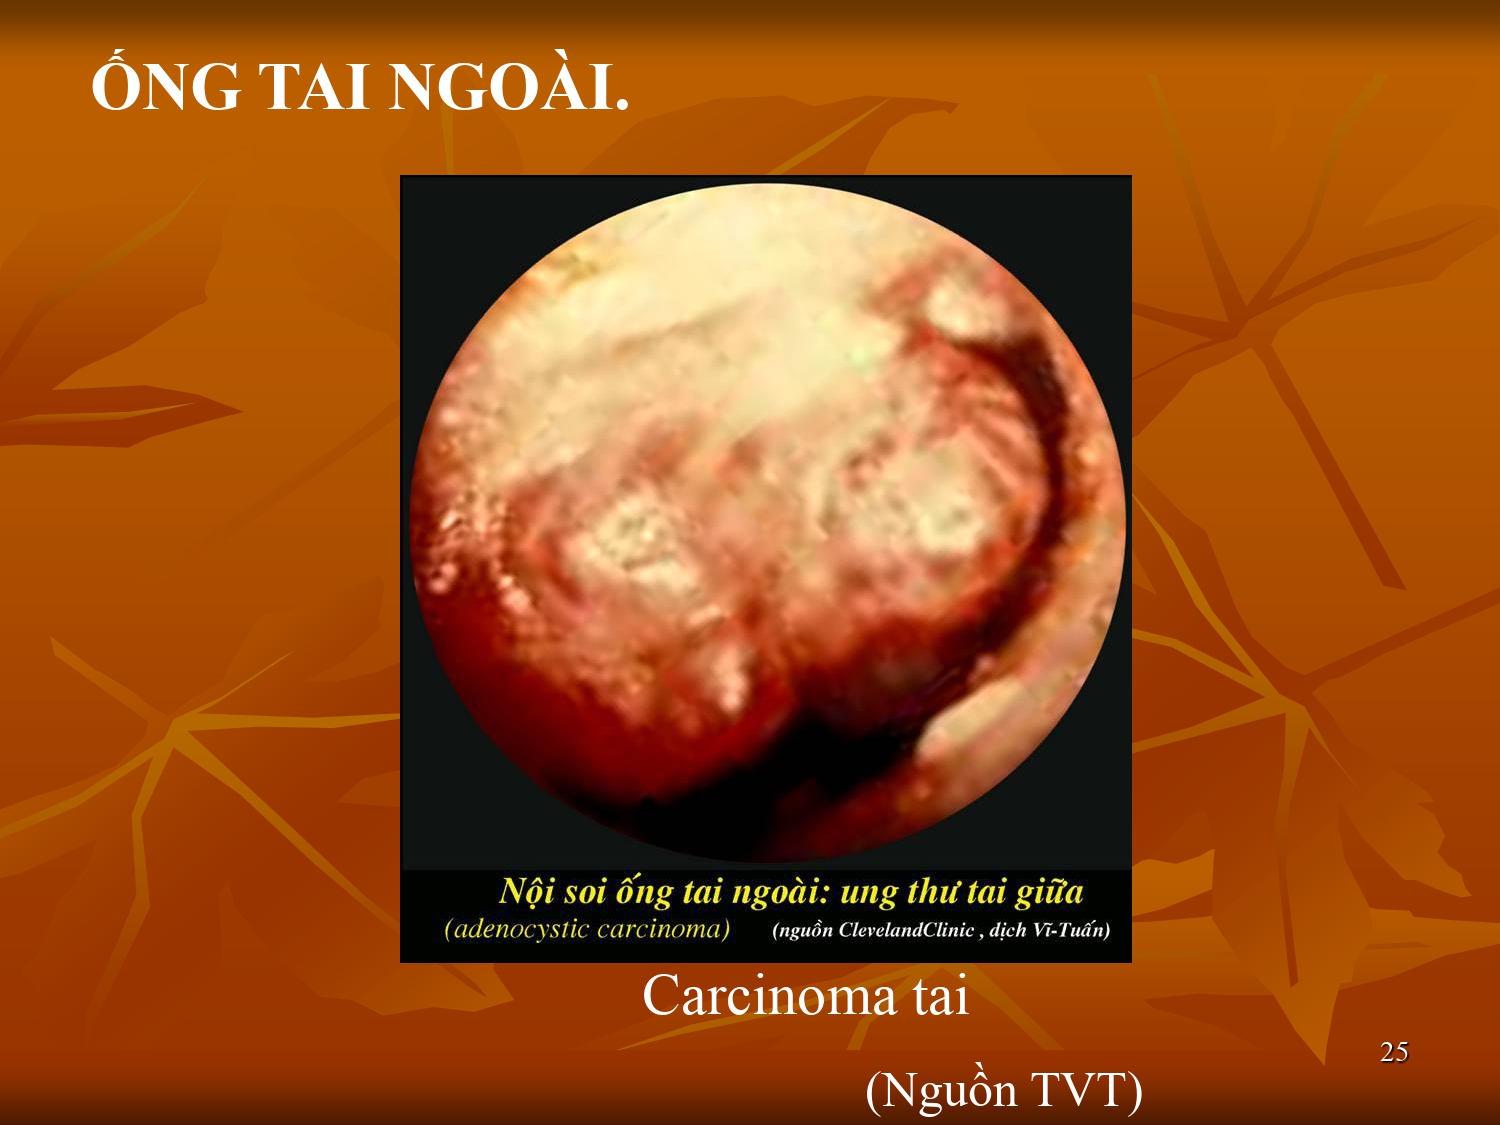 ỐNG TAI NGOÀI.
Nội soi ống tai ngoài: ung thư tai giữa
(adenocystic carcinoma) (nguồn ClevelandClinic , dịch Vĩ-Tuấn)
Carcinoma tai
25
(Nguồn TVT)